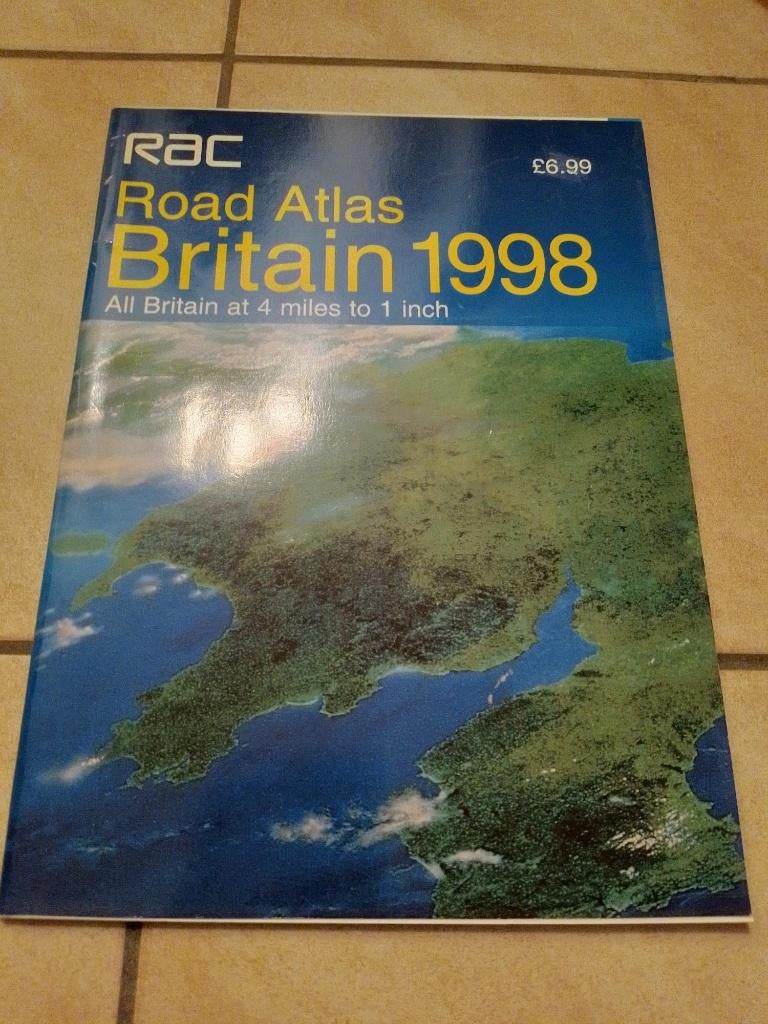 RAC
£6.99
Road Atlas
Britain 1998
All Britain at 4 miles to 1 inch